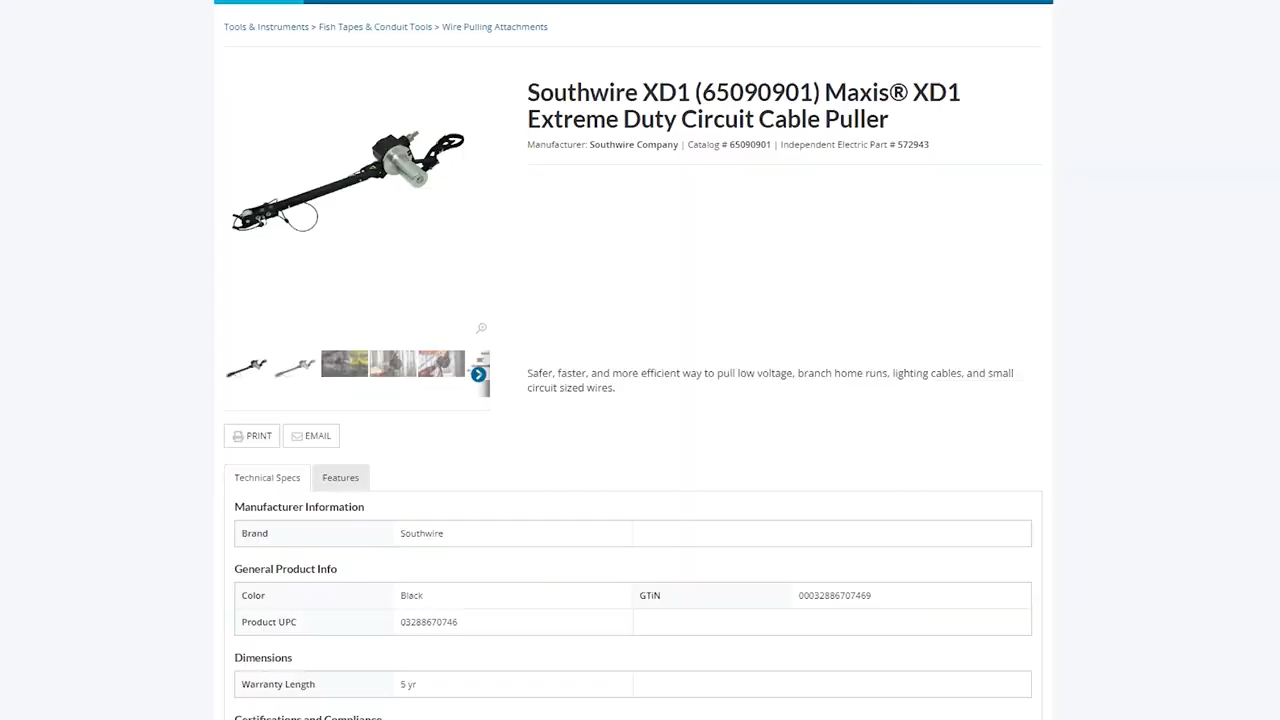 Tools & Instruments > Fish Tapes & Conduit Tools > Wire Pulling Attachments
Southwire XD1 (65090901) Maxis® XD1
Extreme Duty Circuit Cable Puller
Manufacturer: Southwire Company | Catalog # 65090901 | Independent Electric Part # 572943
Safer, faster, and more efficient way to pull low voltage, branch home runs, lighting cables, and small
circuit sized wires.
PRINT EMAIL
Technical Specs Features
Manufacturer Information
Brand Southwire
General Product Info
Color Black GTiN 00032886707469
Product UPC 03288670746
Dimensions
Warranty Length 5 yr
Certifications and Compliance